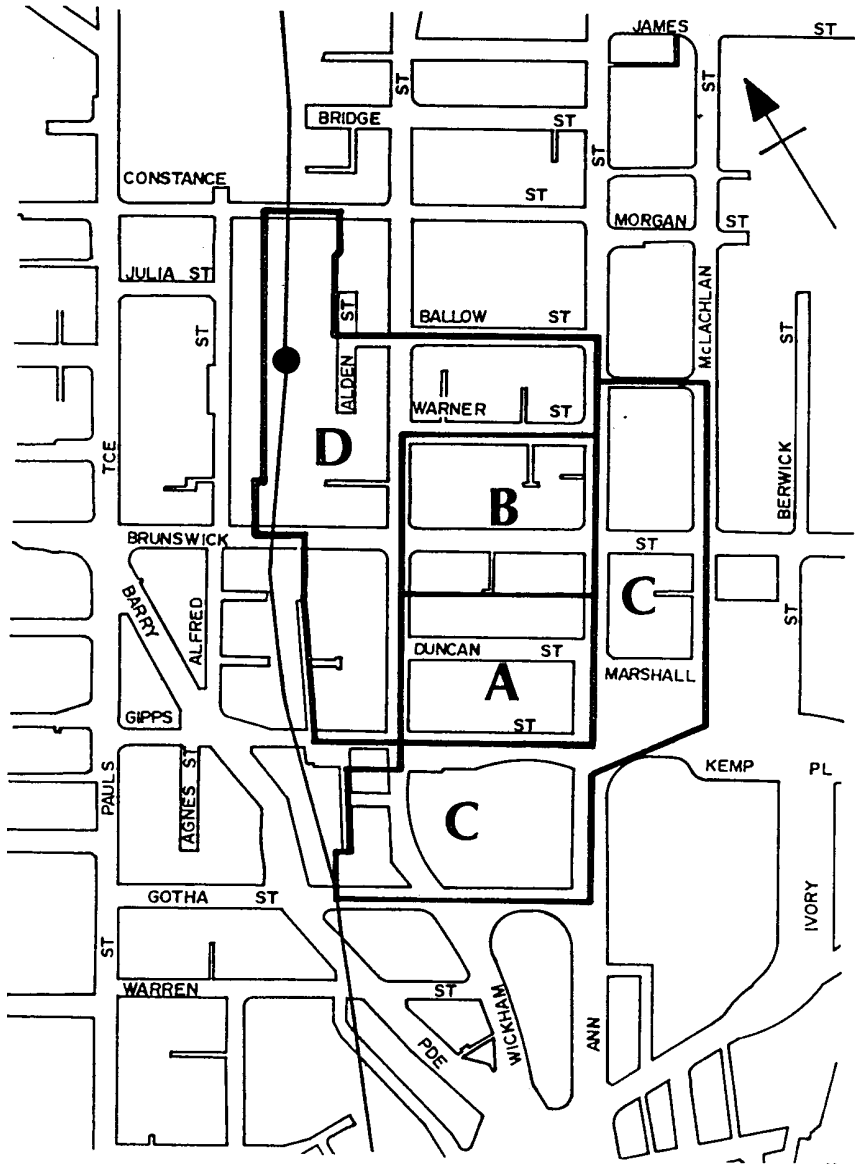 JAMES ST
ST
ST
BRIDGE ST
ST
CONSTANCE ST
MORGAN ST
JULIA ST
ST
BALLOW ST
McLACHLAN
ST
ST
ALDEN
WARNER ST
TCE
D
B
BERWICK
BRUNSWICK ST
BARRY
ALFRED
C
ST
DUNCAN ST
MARSHALL
A
GIPPS ST
AGNES ST
PAULS
KEMP PL
C
GOTHA ST
IVORY
ST
WARREN ST
WICKHAM
ANN
PDE